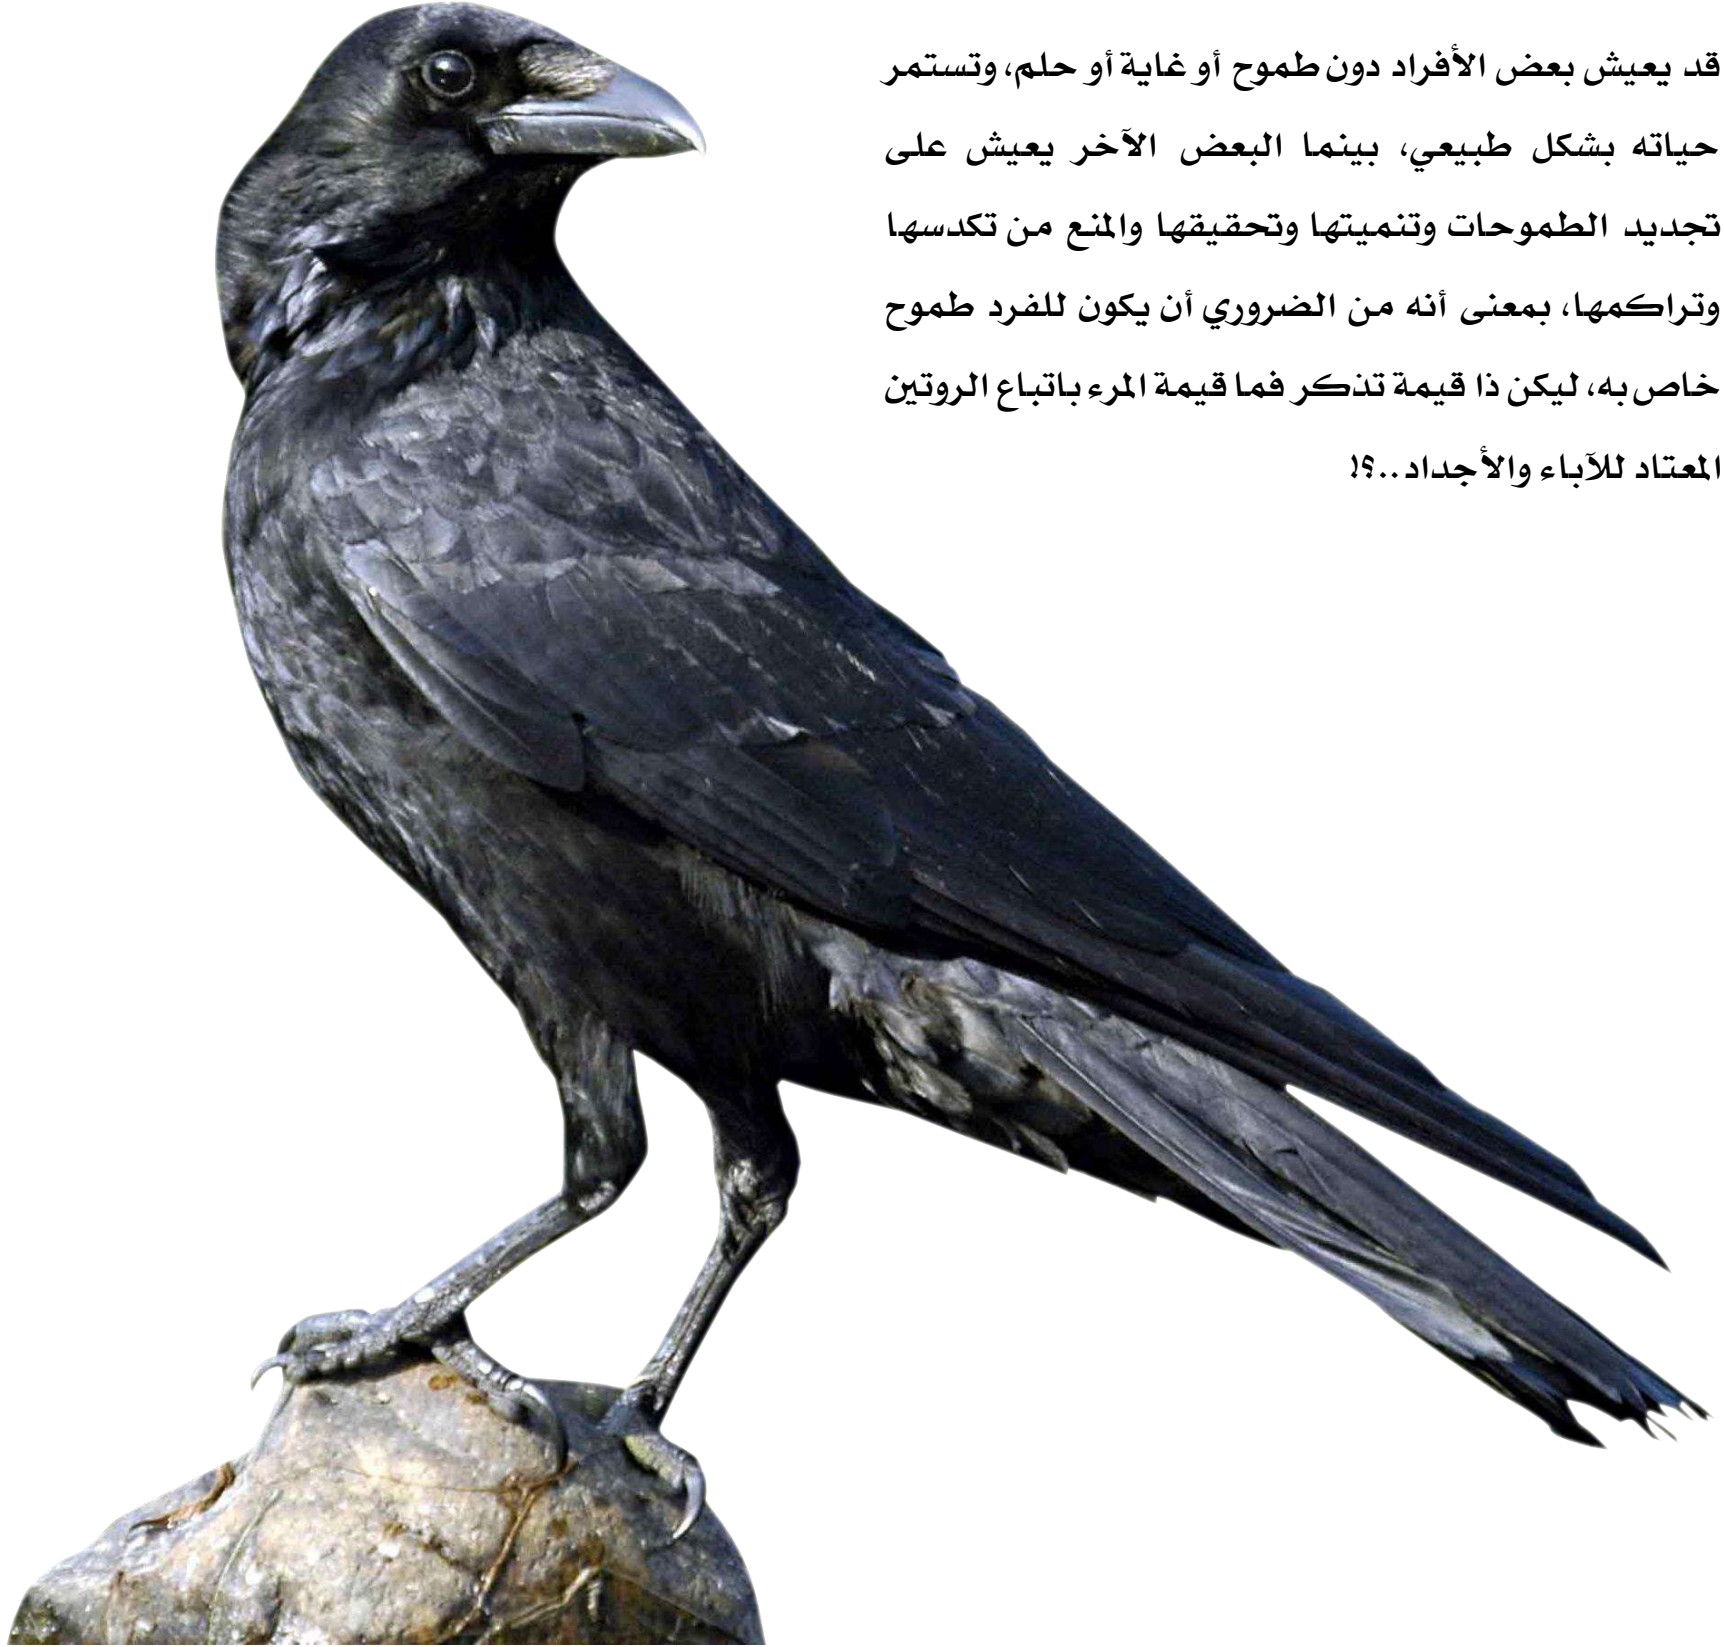 قد يعيش بعض الأفراد دون طموح أو غاية أو حلم، وتستمر
حياته بشكل طبيعي، بينما البعض الآخر يعيش على
تجديد الطموحات وتنميتها وتحقيقها والمنع من تكدسها
وتراكمها، بمعنى أنه من الضروري أن يكون للفرد طموح
خاص به، ليكن ذا قيمة تذكر فما قيمة المرء باتباع الروتين
المعتاد للآباء والأجداد..؟!